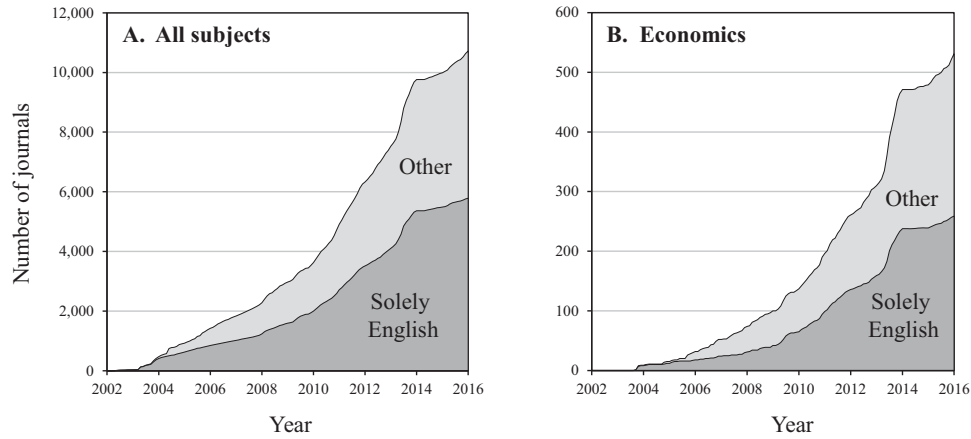 A. All subjects
12,000
10,000
8,000
6,000
4,000
2,000
0
Number of journals
Other
Solely
English
2002 2004 2006 2008 2010 2012 2014 2016
Year
B. Economics
600
500
400
300
200
100
0
Other
Solely
English
2002 2004 2006 2008 2010 2012 2014 2016
Year